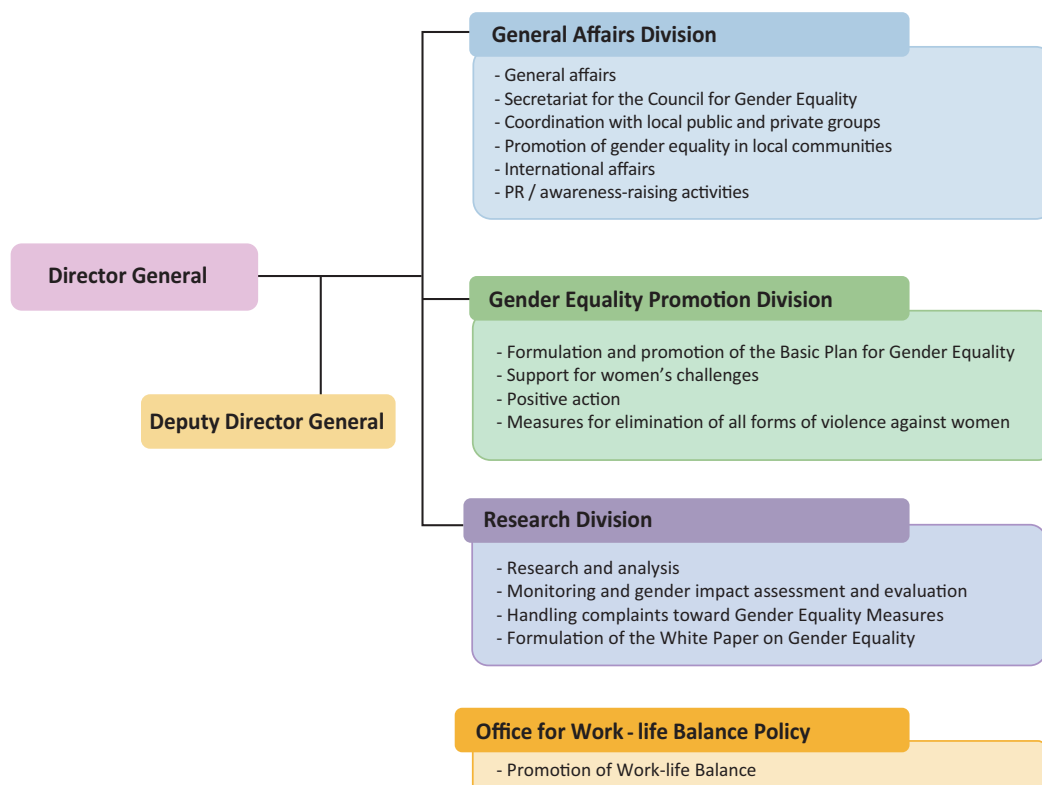 General Affairs Division
- General affairs
- Secretariat for the Council for Gender Equality
- Coordination with local public and private groups
- Promotion of gender equality in local communities
- International affairs
- PR / awareness-raising activities
Director General
Gender Equality Promotion Division
- Formulation and promotion of the Basic Plan for Gender Equality
- Support for women’s challenges
- Positive action
- Measures for elimination of all forms of violence against women
Deputy Director General
Research Division
- Research and analysis
- Monitoring and gender impact assessment and evaluation
- Handling complaints toward Gender Equality Measures
- Formulation of the White Paper on Gender Equality
Office for Work - life Balance Policy
- Promotion of Work-life Balance